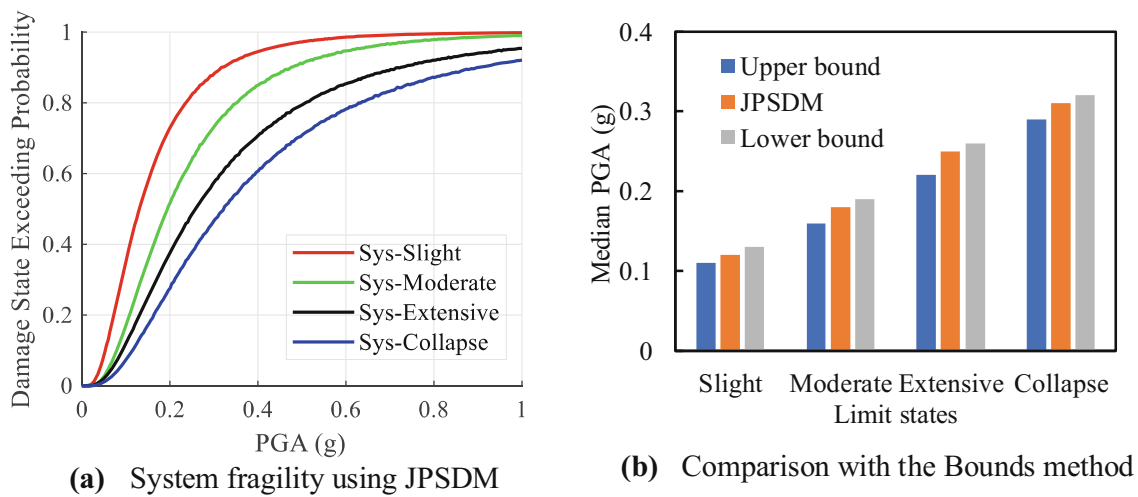 Damage State Exceeding Probability
1
0.8
0.6
0.4
0.2
0
Sys-Slight
Sys-Moderate
Sys-Extensive
Sys-Collapse
0 0.2 0.4 0.6 0.8 1
PGA (g)
(a) System fragility using JPSDM
Median PGA (g)
0.4
0.3
0.2
0.1
0
Upper bound
JPSDM
Lower bound
Slight Moderate Extensive Collapse
Limit states
(b) Comparison with the Bounds method